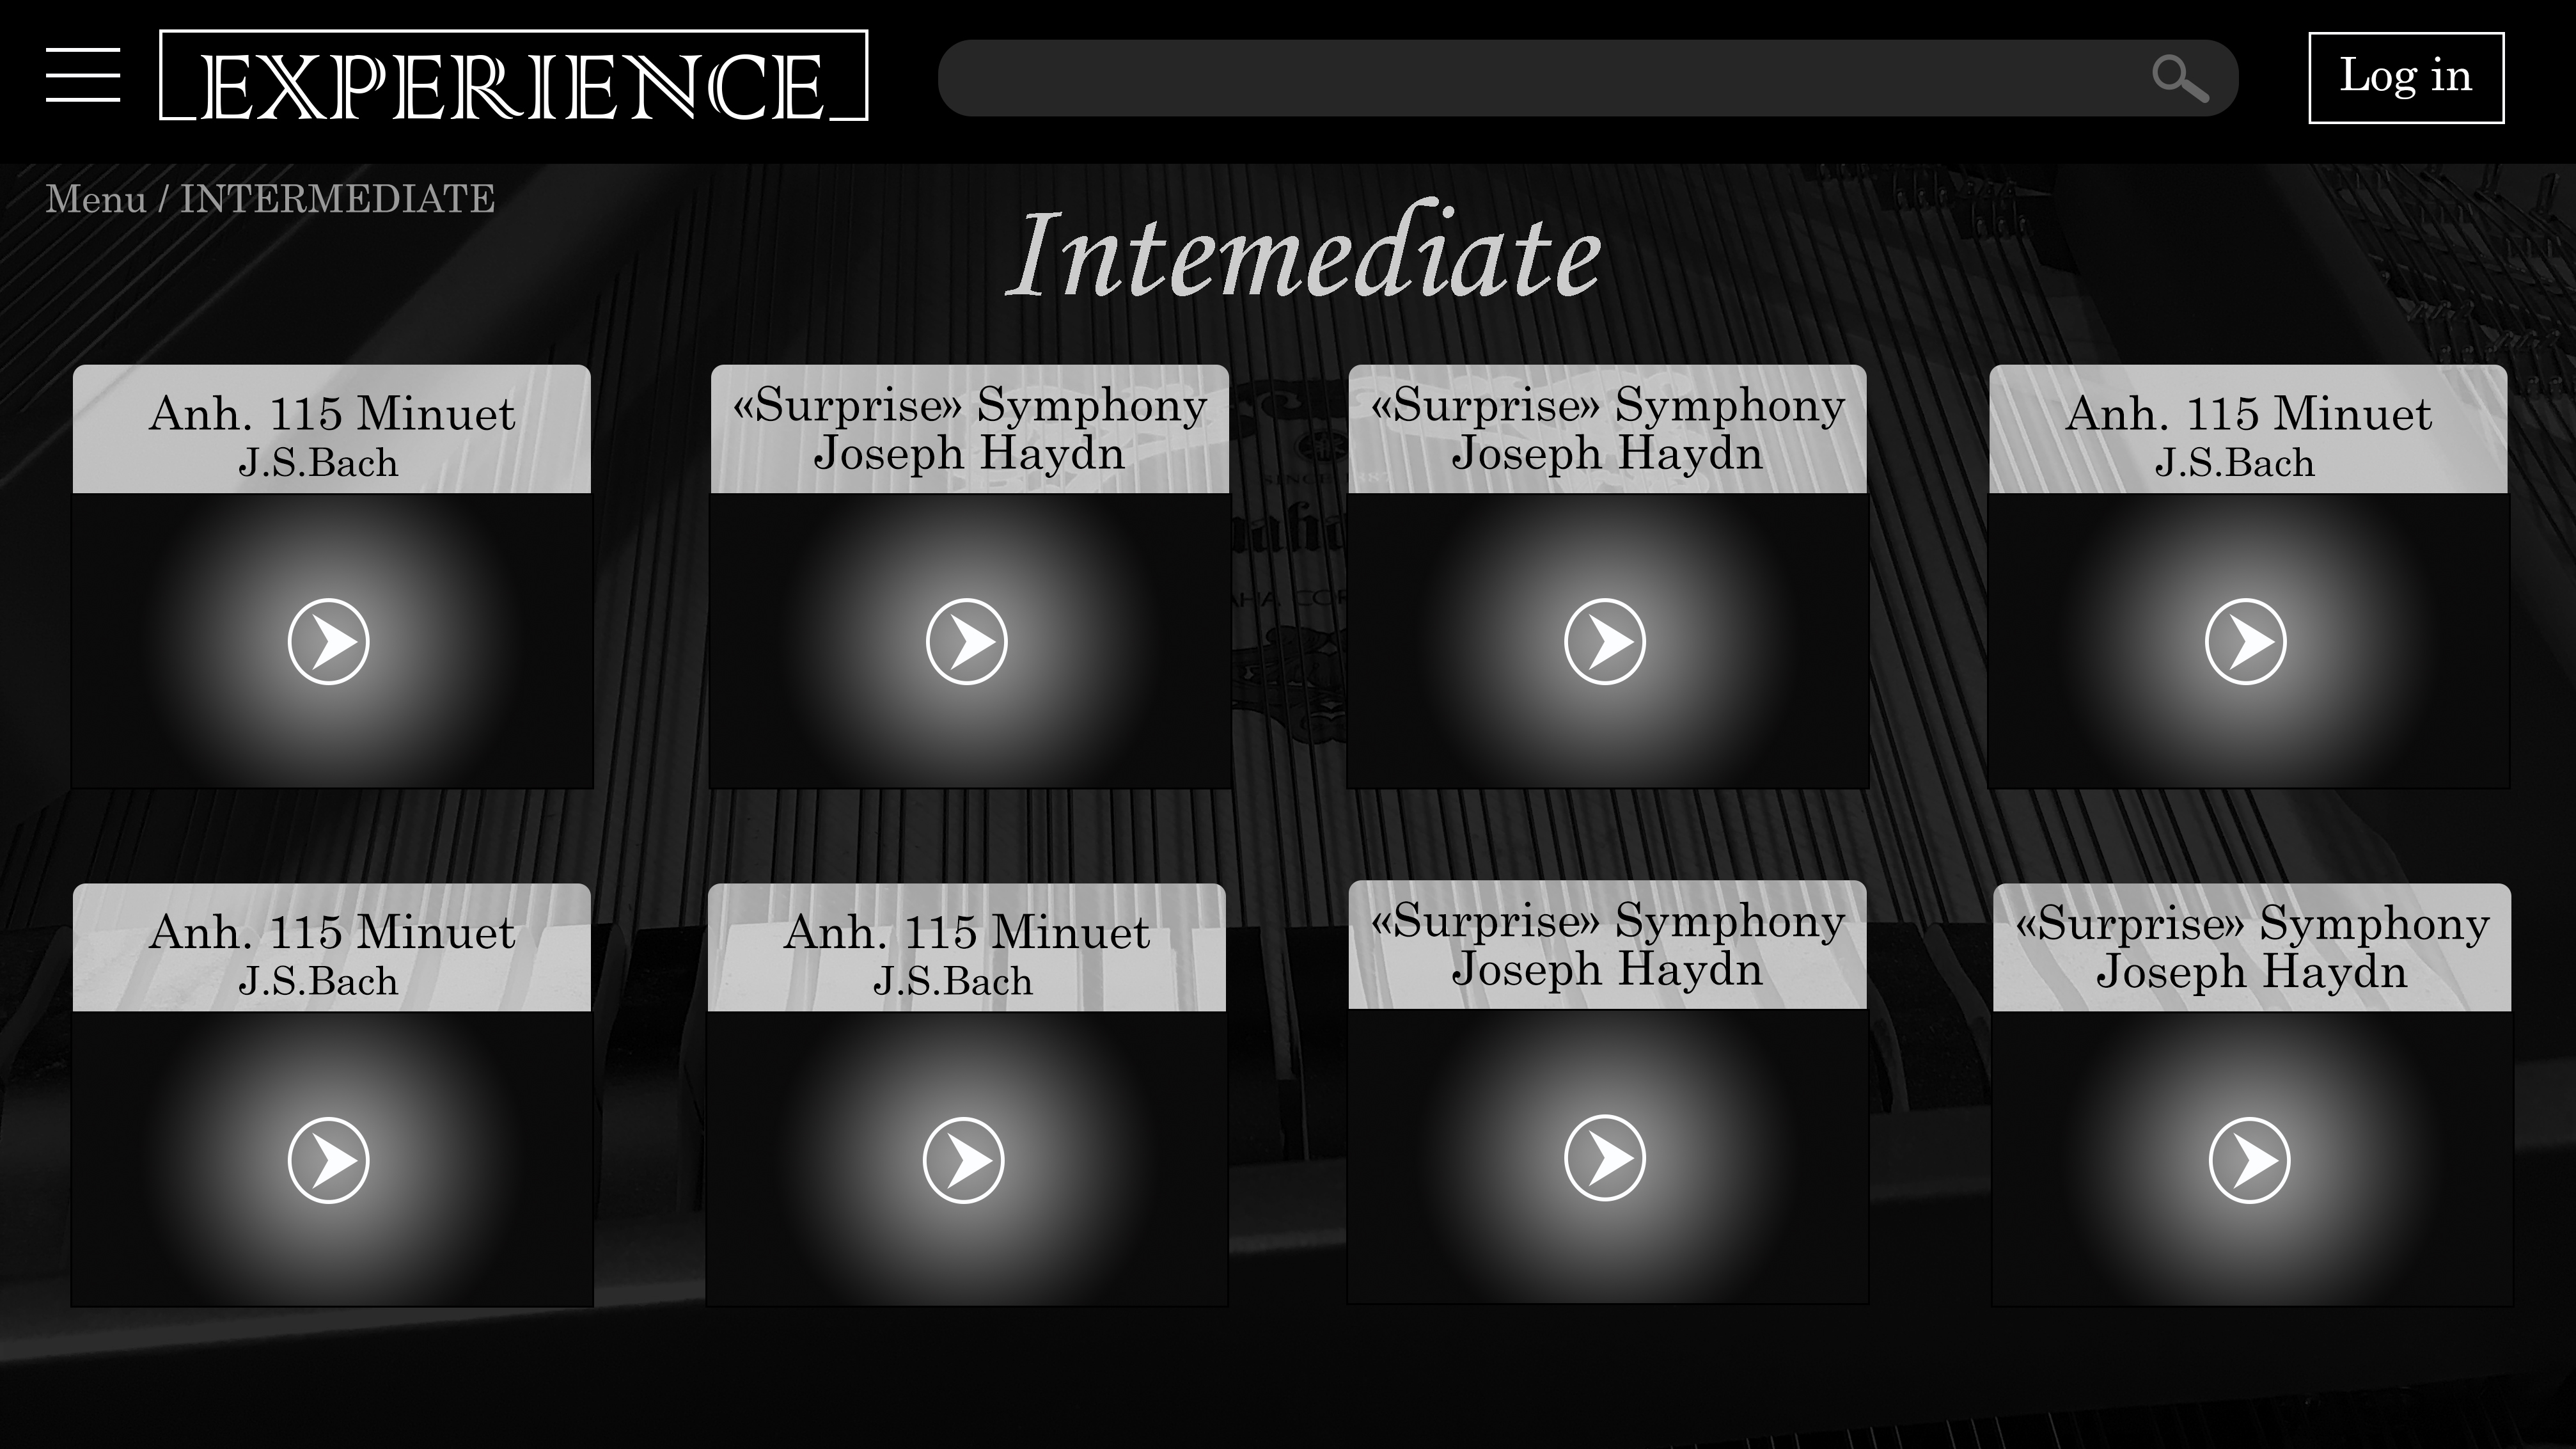 EXPERIENCE
Log in
Menu / INTERMEDIATE
Intemediate
Anh. 115 Minuet
J.S.Bach
«Surprise» Symphony
Joseph Haydn
«Surprise» Symphony
Joseph Haydn
Anh. 115 Minuet
J.S.Bach
Anh. 115 Minuet
J.S.Bach
Anh. 115 Minuet
J.S.Bach
«Surprise» Symphony
Joseph Haydn
«Surprise» Symphony
Joseph Haydn